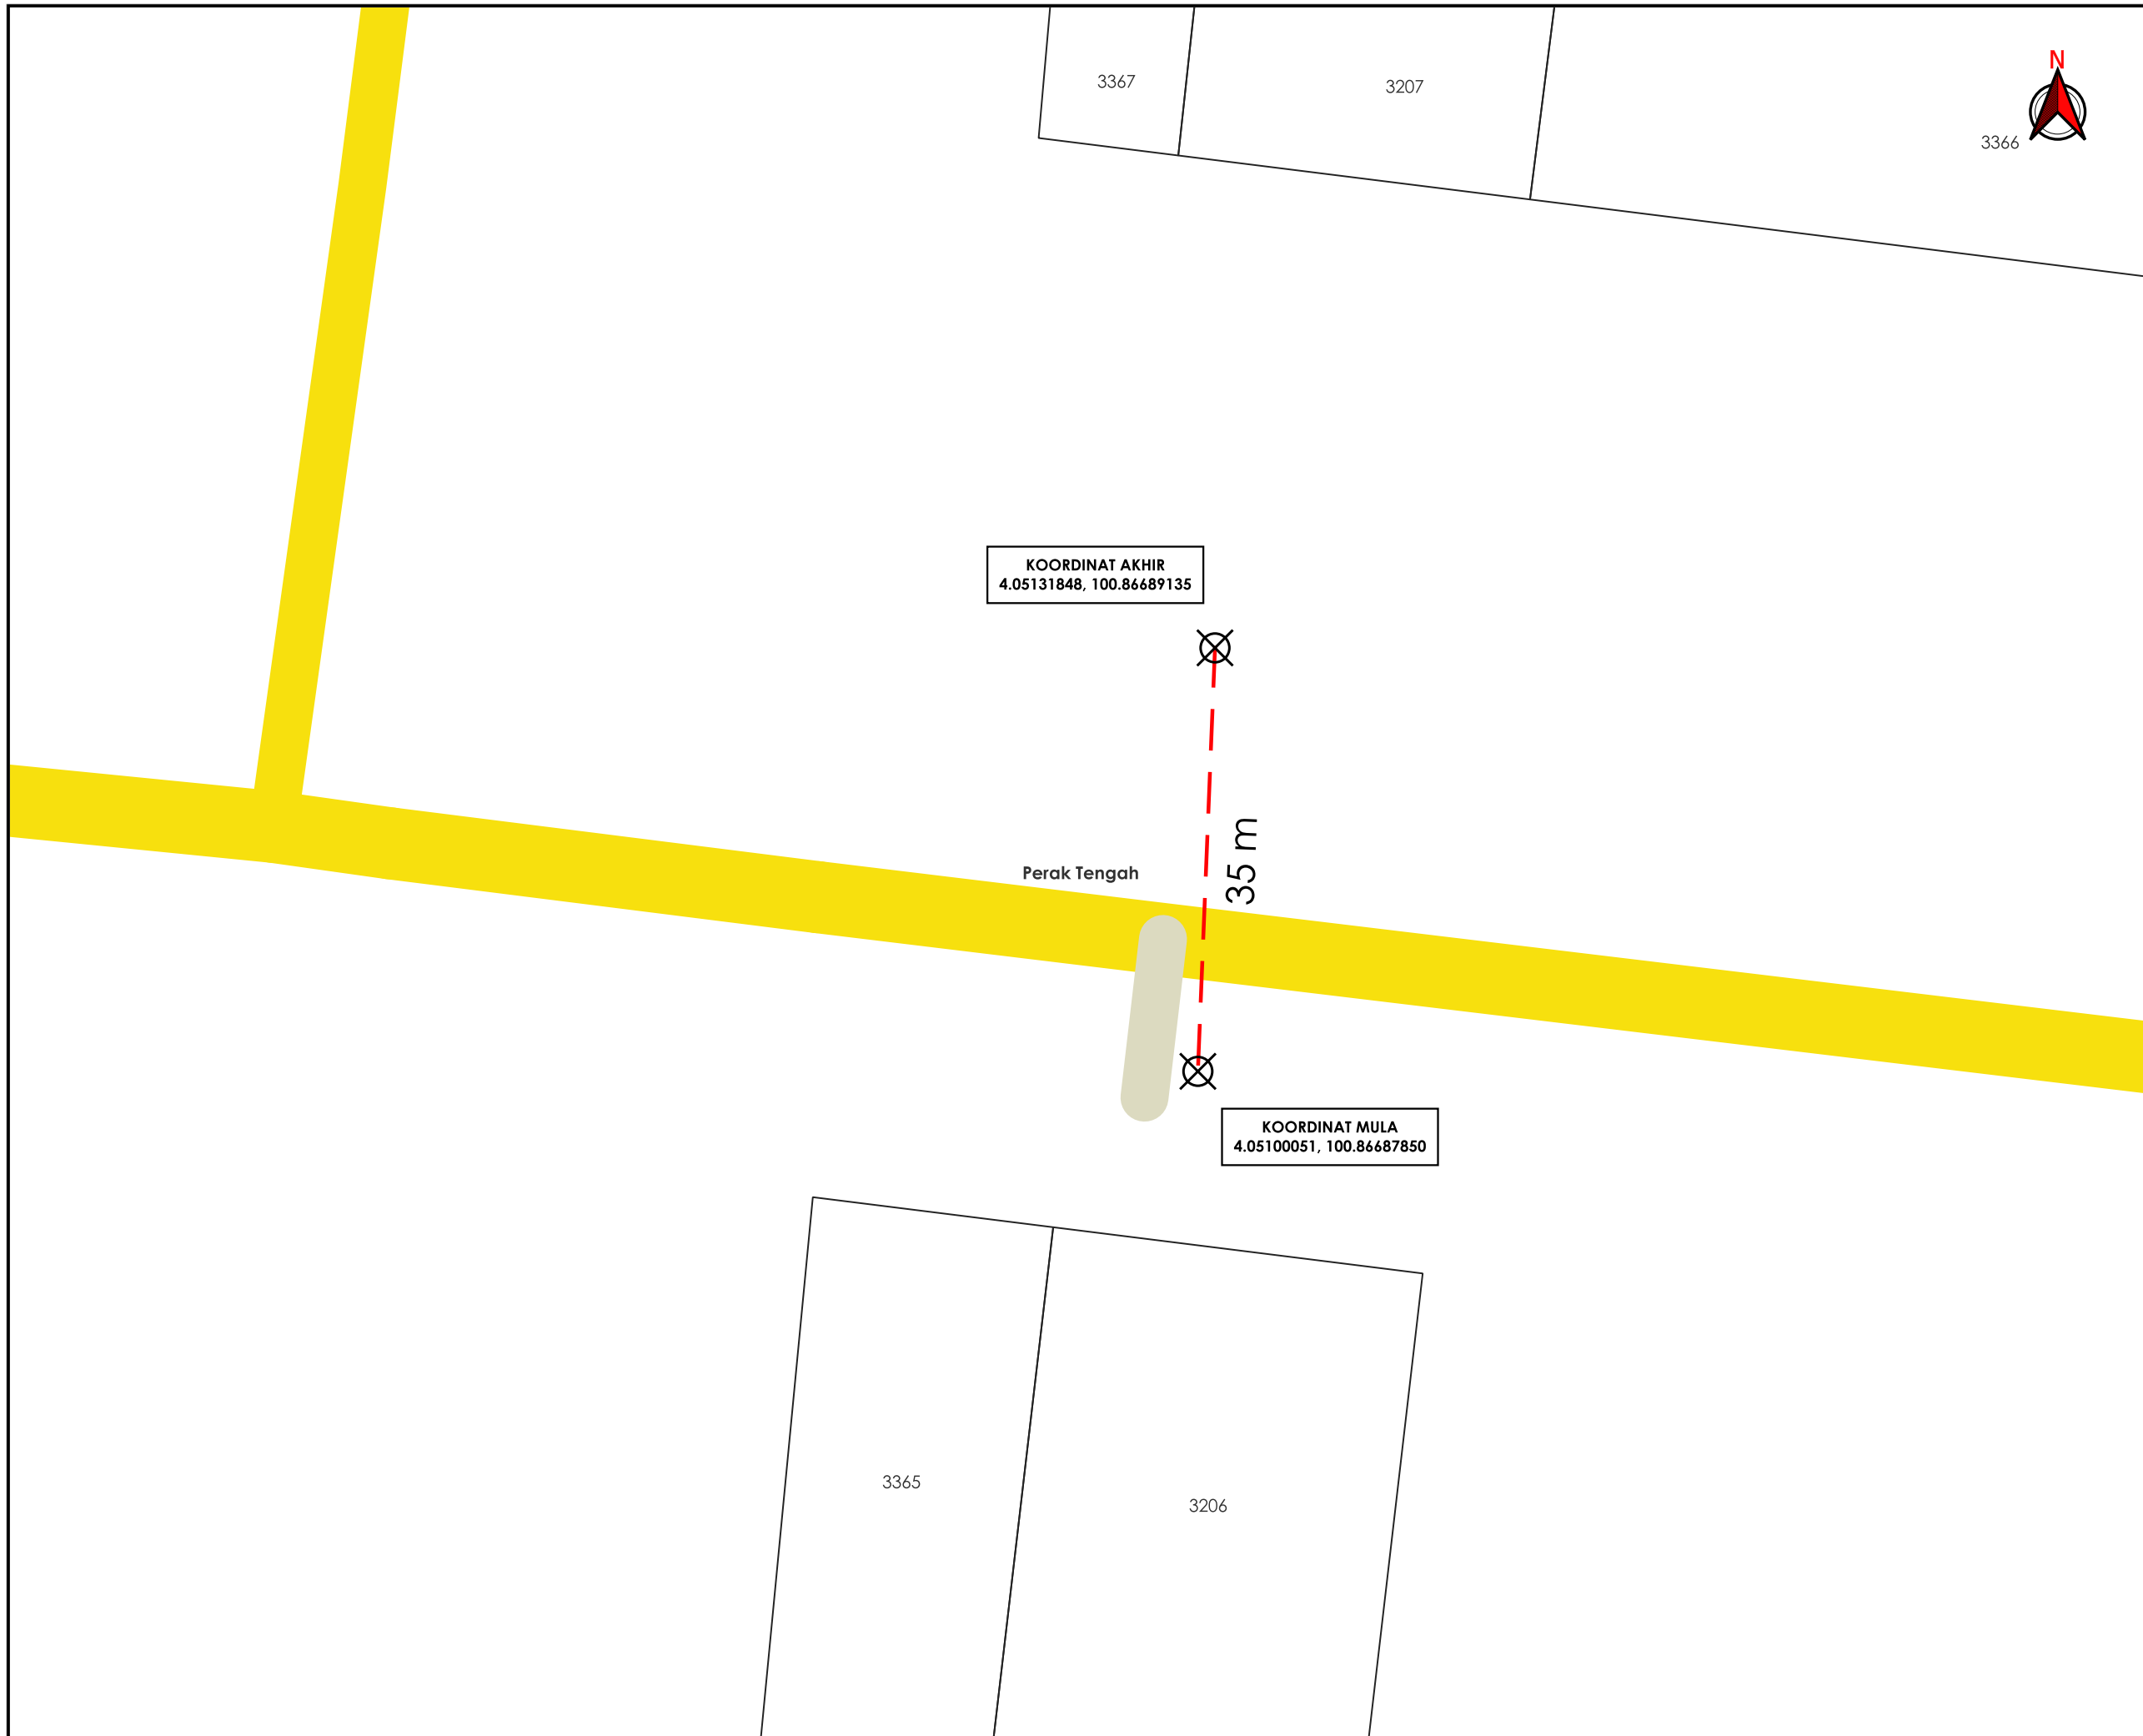 3367
3207
N
3366
KOORDINAT AKHIR
4.05131848, 100.86689135
35 m
Perak Tengah
KOORDINAT MULA
4.05100051, 100.86687850
3365
3206